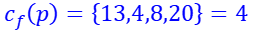 c_f(p) = {13,4,8,20} = 4